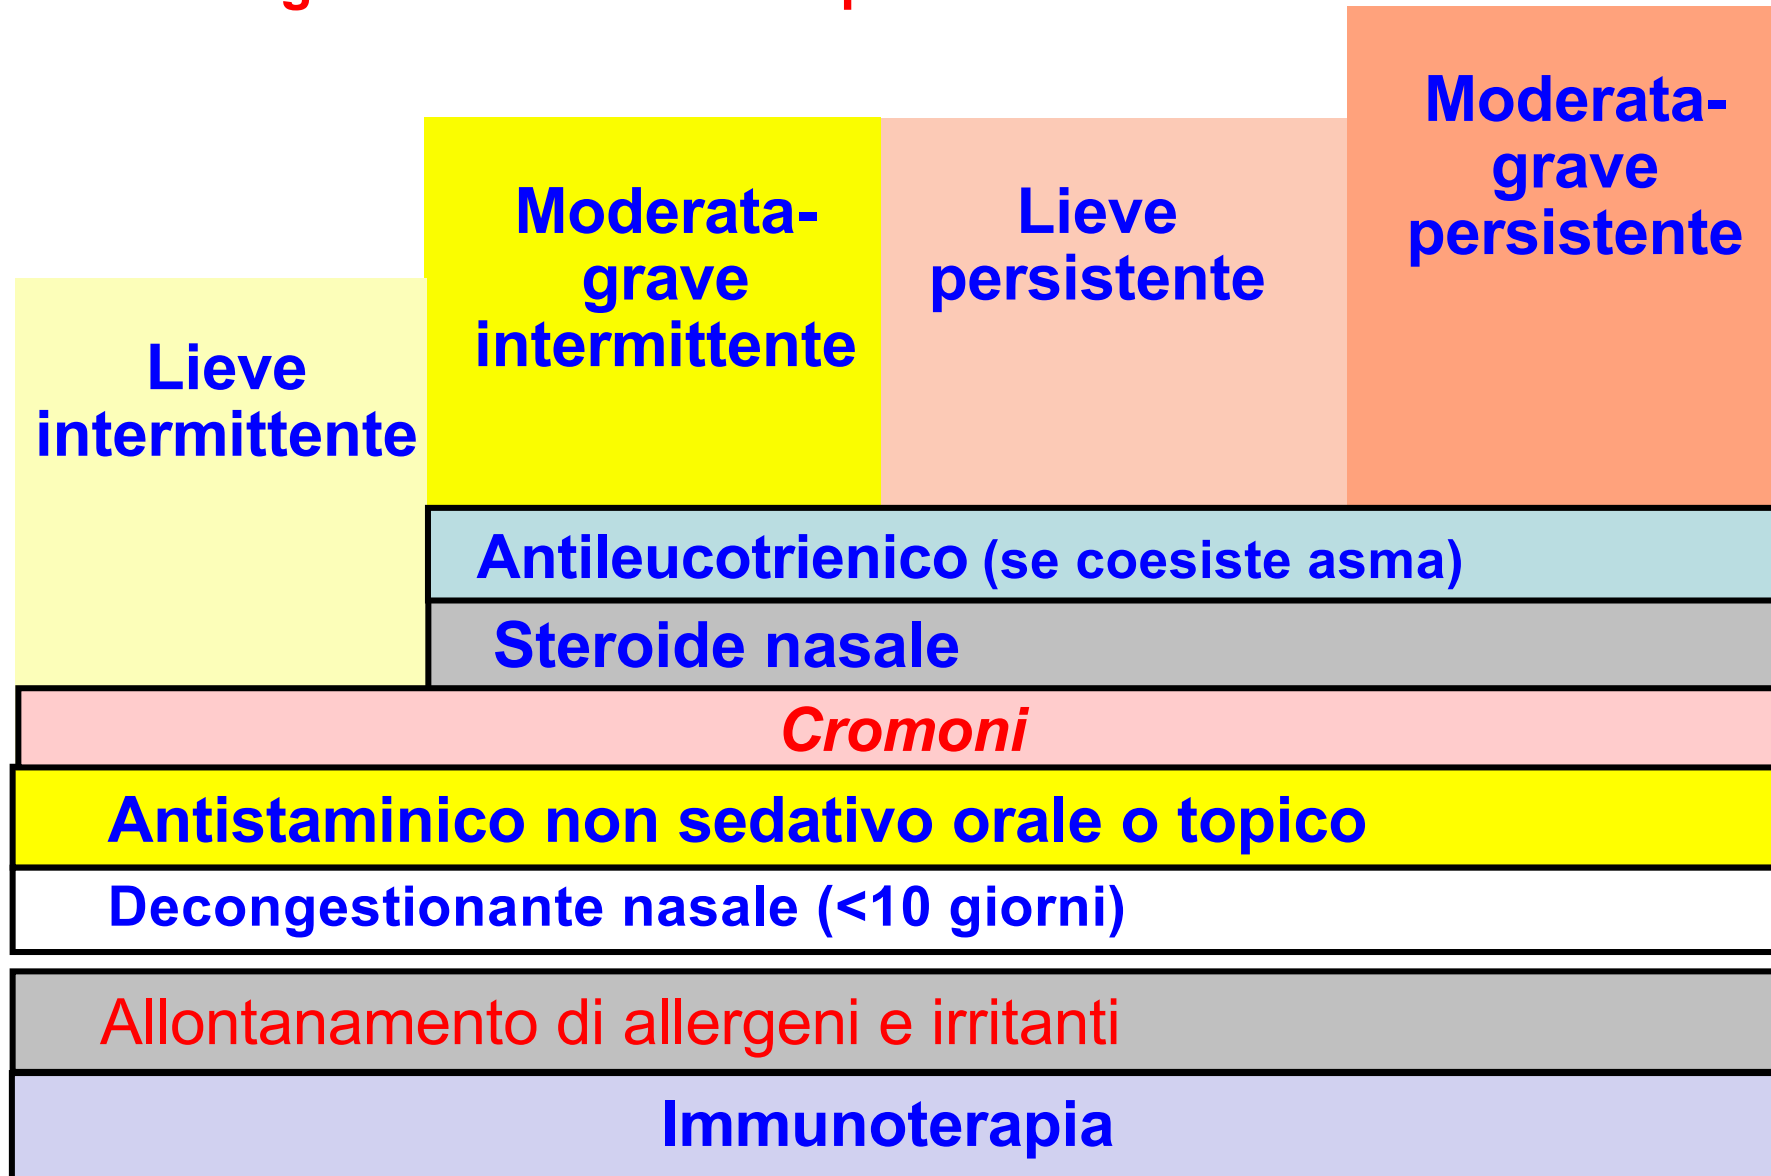 Lieve
intermittente
Moderata-
grave
intermittente
Lieve
persistente
Moderata-
grave
persistente
Antileucotrienico (se coesiste asma)
Steroide nasale
Cromoni
Antistaminico non sedativo orale o topico
Decongestionante nasale (<10 giorni)
Allontanamento di allergeni e irritanti
Immunoterapia